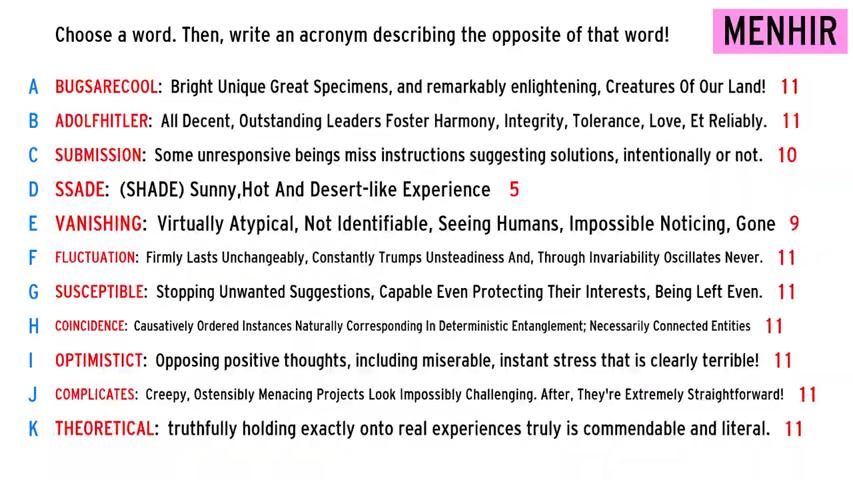 Choose a word. Then, write an acronym describing the opposite of that word!
MENHIR
A BUGSARECOOL: Bright Unique Great Specimens, and remarkably enlightening, Creatures Of Our Land! 11
B ADOLFHITLER: All Decent, Outstanding Leaders Foster Harmony, Integrity, Tolerance, Love, Et Reliably. 11
C SUBMISSION: Some unresponsive beings miss instructions suggesting solutions, intentionally or not. 10
D SSADE: (SHADE) Sunny,Hot And Desert-like Experience 5
E VANISHING: Virtually Atypical, Not Identifiable, Seeing Humans, Impossible Noticing, Gone 9
F FLUCTUATION: Firmly Lasts Unchangeably, Constantly Trumps Unsteadiness And, Through Invariability Oscillates Never. 11
G SUSCEPTIBLE: Stopping Unwanted Suggestions, Capable Even Protecting Their Interests, Being Left Even. 11
H COINCIDENCE: Causatively Ordered Instances Naturally Corresponding In Deterministic Entanglement; Necessarily Connected Entities 11
I OPTIMISTICT: Opposing positive thoughts, including miserable, instant stress that is clearly terrible! 11
J COMPLICATES: Creepy, Ostensibly Menacing Projects Look Impossibly Challenging. After, They're Extremely Straightforward! 11
K THEORETICAL: truthfully holding exactly onto real experiences truly is commendable and literal. 11